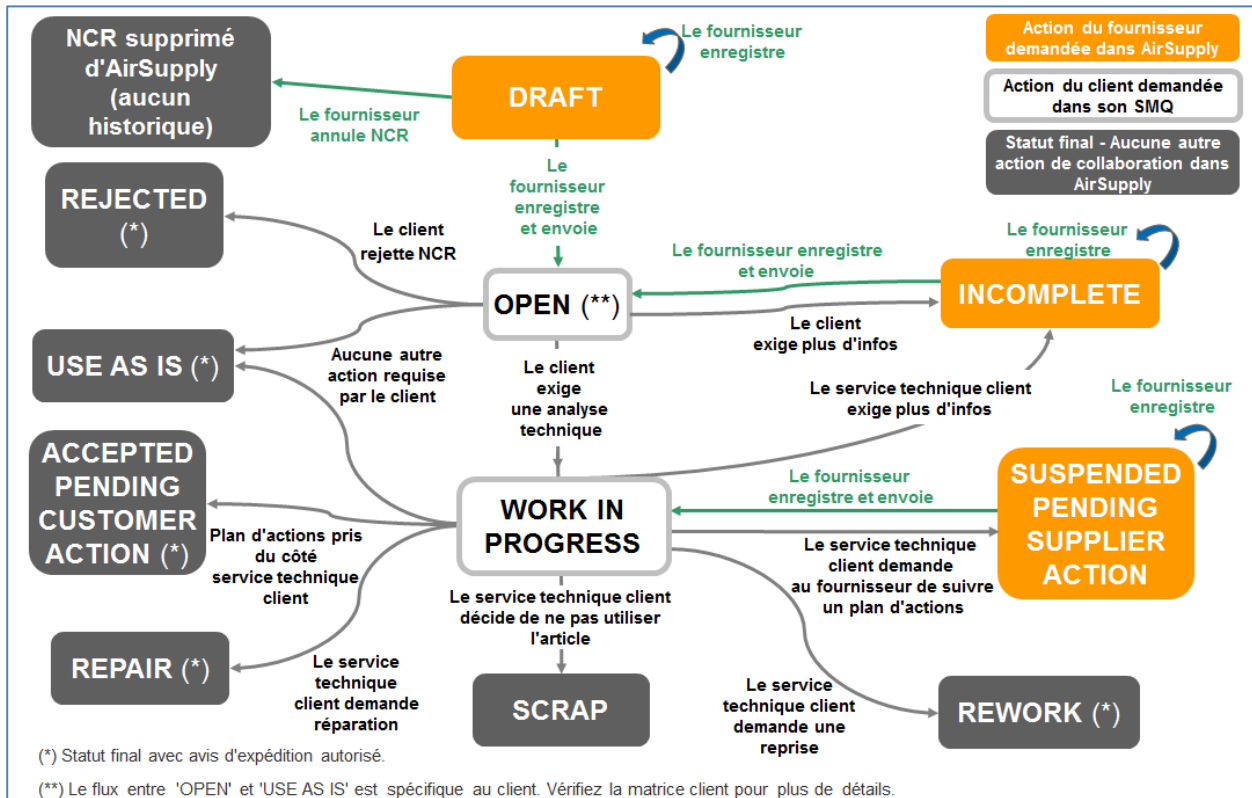 NCR supprimé
d'AirSupply
(aucun
historique)
Le fournisseur
annule NCR
DRAFT
Le fournisseur
enregistre
Action du fournisseur
demandée dans AirSupply
Action du client demandée
dans son SMQ
Statut final - Aucune autre
action de collaboration dans
AirSupply
Le
fournisseur
enregistre
et envoie
REJECTED
(*)
Le client
rejette NCR
OPEN (**)
Le fournisseur enregistre
et envoie
Le fournisseur
enregistre
INCOMPLETE
Le client
exige plus d'infos
USE AS IS (*)
Aucune autre
action requise
par le client
Le client
exige
une analyse
technique
Le service technique client
exige plus d'infos
Le fournisseur
enregistre
ACCEPTED
PENDING
CUSTOMER
ACTION (*)
Plan d'actions pris
du côté
service technique
client
WORK IN
PROGRESS
Le fournisseur
enregistre et envoie
SUSPENDED
PENDING
SUPPLIER
ACTION
Le service technique
client demande
au fournisseur de suivre
un plan d'actions
Le service technique client
décide de ne pas utiliser
l'article
REPAIR (*)
Le service
technique
client demande
réparation
SCRAP
Le service
technique client
demande une
reprise
REWORK (*)
(*) Statut final avec avis d'expédition autorisé.
(**) Le flux entre 'OPEN' et 'USE AS IS' est spécifique au client. Vérifiez la matrice client pour plus de détails.